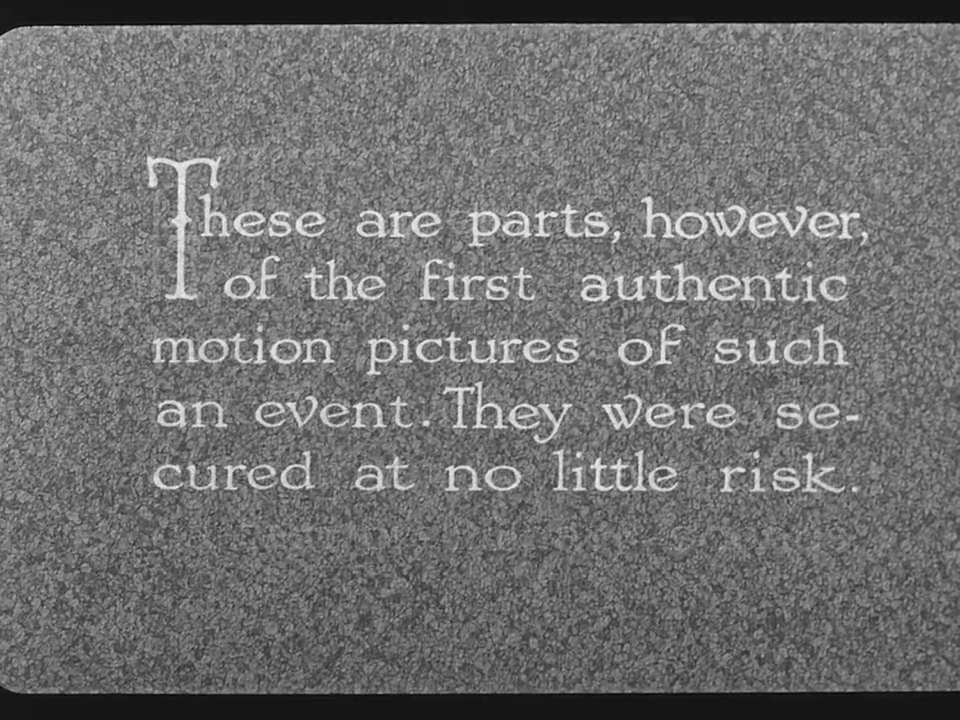 These are parts, however,
of the first authentic
motion pictures of such
an event. They were se-
cured at no little risk.